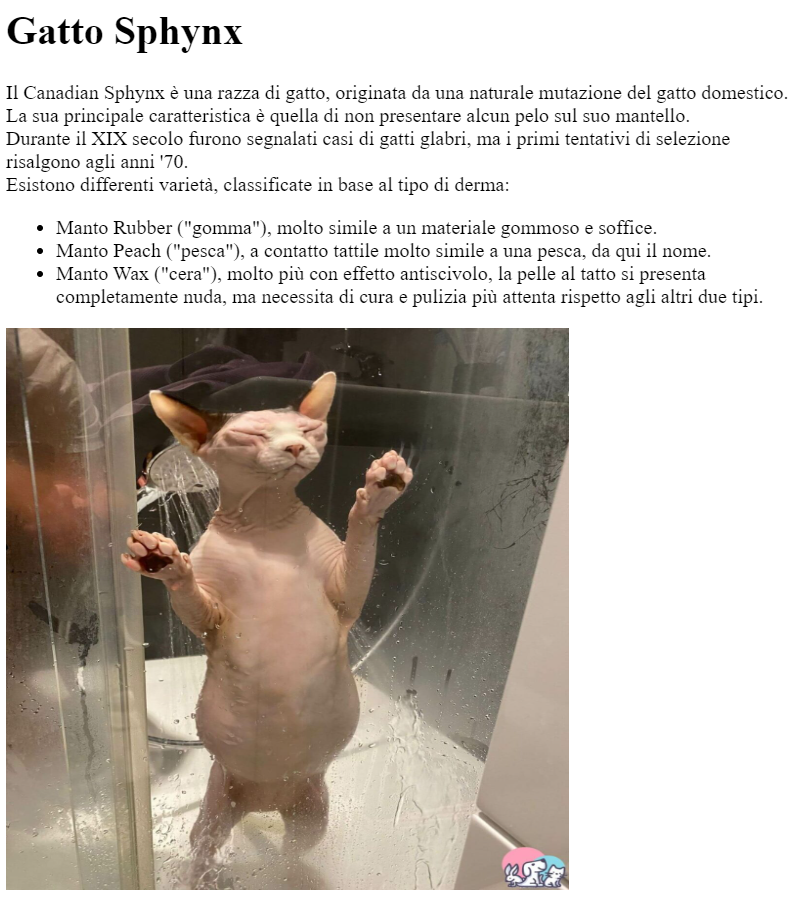 Gatto Sphynx
Il Canadian Sphynx è una razza di gatto, originata da una naturale mutazione del gatto domestico.
La sua principale caratteristica è quella di non presentare alcun pelo sul suo mantello.
Durante il XIX secolo furono segnalati casi di gatti glabri, ma i primi tentativi di selezione
risalgono agli anni '70.
Esistono differenti varietà, classificate in base al tipo di derma:
• Manto Rubber ("gomma"), molto simile a un materiale gommoso e soffice.
• Manto Peach ("pesca"), a contatto tattile molto simile a una pesca, da qui il nome.
• Manto Wax ("cera"), molto più con effetto antiscivolo, la pelle al tatto si presenta
completamente nuda, ma necessita di cura e pulizia più attenta rispetto agli altri due tipi.